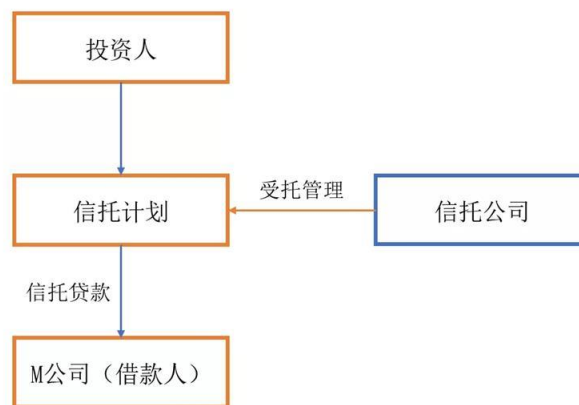 投资人
受托管理
信托计划
信托公司
信托贷款
M公司（借款人）